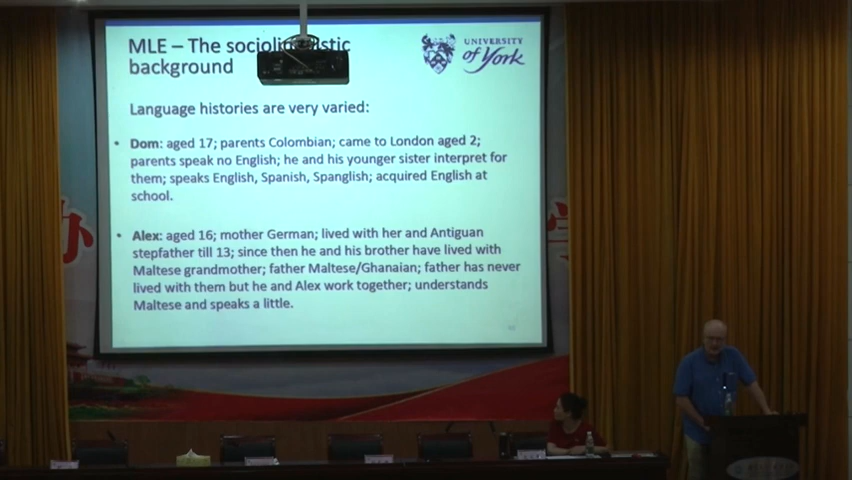 MLE – The sociolinguistic
background
UNIVERSITY
of York
Language histories are very varied:
• Dom: aged 17; parents Colombian; came to London aged 2;
parents speak no English; he and his younger sister interpret for
them; speaks English, Spanish, Spanglish; acquired English at
school.
• Alex: aged 16; mother German; lived with her and Antiguan
stepfather till 13; since then he and his brother have lived with
Maltese grandmother; father Maltese/Ghanaian; father has never
lived with them but he and Alex work together; understands
Maltese and speaks a little.